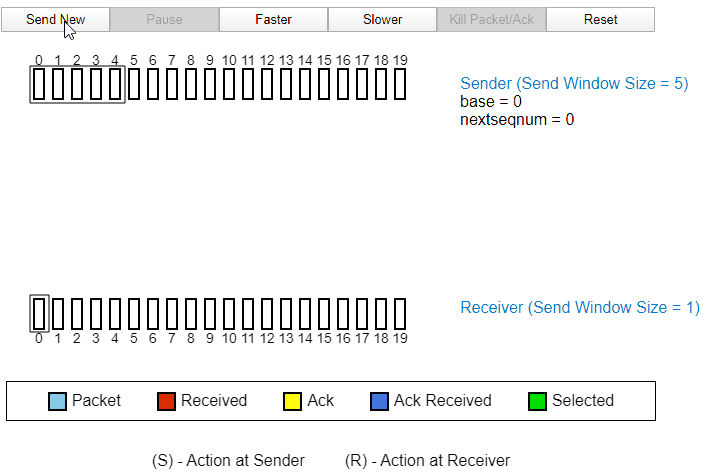 Send New Pause Faster Slower Kill Packet/Ack Reset
0 1 2 3 4 5 6 7 8 9 10 11 12 13 14 15 16 17 18 19
Sender (Send Window Size = 5)
base = 0
nextseqnum = 0
Receiver (Send Window Size = 1)
0 1 2 3 4 5 6 7 8 9 10 11 12 13 14 15 16 17 18 19
Packet Received Ack Ack Received Selected
(S) - Action at Sender (R) - Action at Receiver